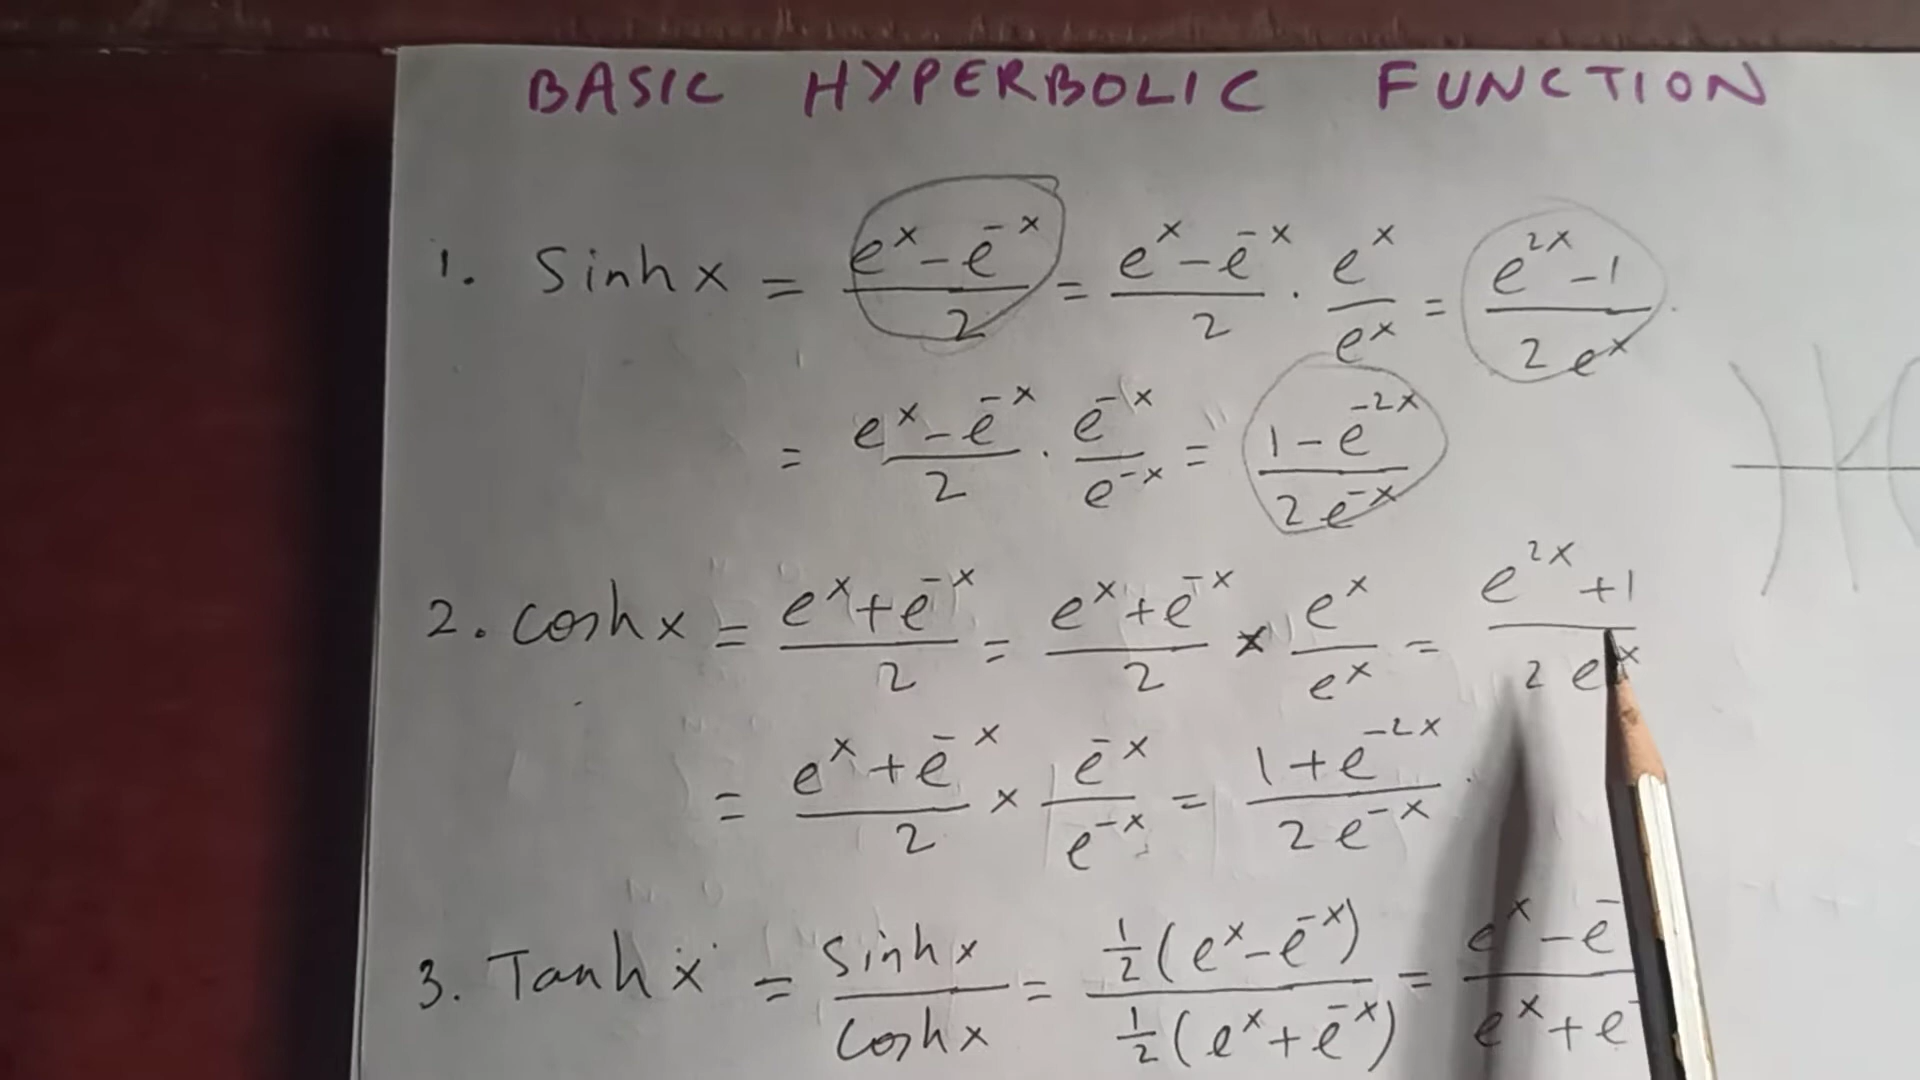 BASIC HYPERBOLIC FUNCTION
1. Sinh x = (e^x - e^-x)/2 = (e^x - e^-x)/2 · e^x/e^x = (e^2x - 1)/(2e^x)
= (e^x - e^-x)/2 · e^-x/e^-x = (1 - e^-2x)/(2e^-x)
2. Cosh x = (e^x + e^-x)/2 = (e^x + e^-x)/2 × e^x/e^x = (e^2x + 1)/(2e^x)
= (e^x + e^-x)/2 × e^-x/e^-x = (1 + e^-2x)/(2e^-x)
3. Tanh x = Sinh x/Cosh x = ½(e^x - e^-x)/½(e^x + e^-x) = (e^x - e^-)/(e^x + e^-)